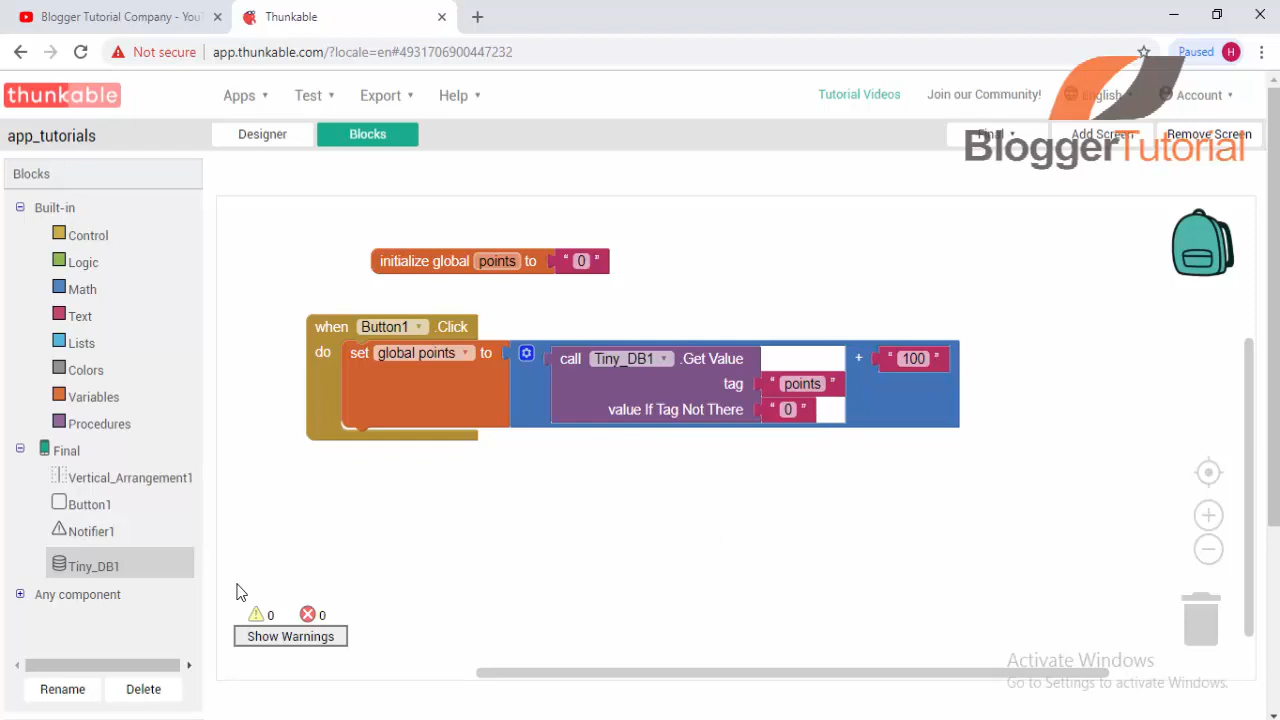 Blogger Tutorial Company - YouT
Thunkable
Not secure
app.thunkable.com/?locale=en#4931706900447232
Paused
H
thunkable
Apps
Test
Export
Help
Tutorial Videos
Join our Community!
English
Account
app_tutorials
Designer
Blocks
Final
Add Screen
Remove Screen
BloggerTutorial
Blocks
Built-in
Control
Logic
Math
Text
Lists
Colors
Variables
Procedures
Final
Vertical_Arrangement1
Button1
Notifier1
Tiny_DB1
Any component
Rename
Delete
initialize global points to “ 0 ”
when Button1 .Click
do set global points to call Tiny_DB1 .Get Value + “ 100 ”
tag “ points ”
value If Tag Not There “ 0 ”
0 0
Show Warnings
Activate Windows
Go to Settings to activate Windows.